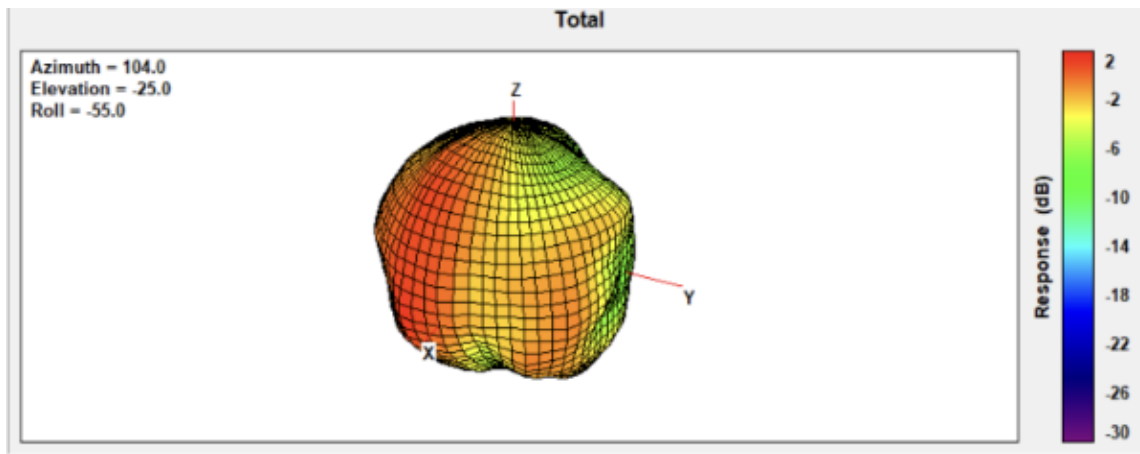 Total
Azimuth = 104.0
Elevation = -25.0
Roll = -55.0
Z
Y
X
2
-2
-6
-10
-14
-18
-22
-26
-30
Response (dB)